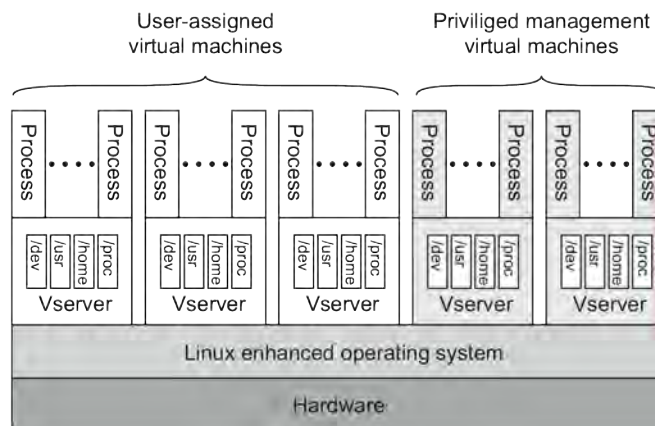 User-assigned
virtual machines
Priviliged management
virtual machines
Process
Process
Process
Process
Process
Process
Process
Process
Process
Process
/dev
/usr
/home
/proc
Vserver
/dev
/usr
/home
/proc
Vserver
/dev
/usr
/home
/proc
Vserver
/dev
/usr
/home
/proc
Vserver
/dev
/usr
/home
/proc
Vserver
Linux enhanced operating system
Hardware